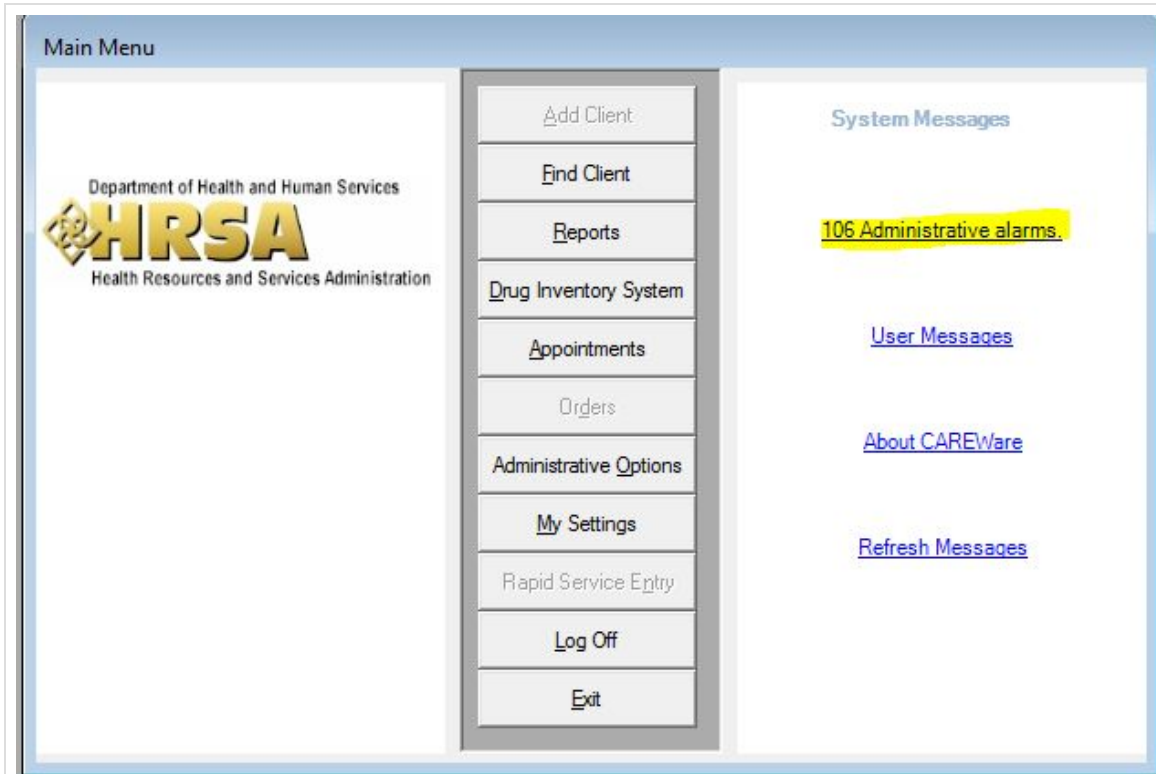 Main Menu
Department of Health and Human Services
HRSA
Health Resources and Services Administration
Add Client
Find Client
Reports
Drug Inventory System
Appointments
Orders
Administrative Options
My Settings
Rapid Service Entry
Log Off
Exit
System Messages
106 Administrative alarms.
User Messages
About CAREWare
Refresh Messages